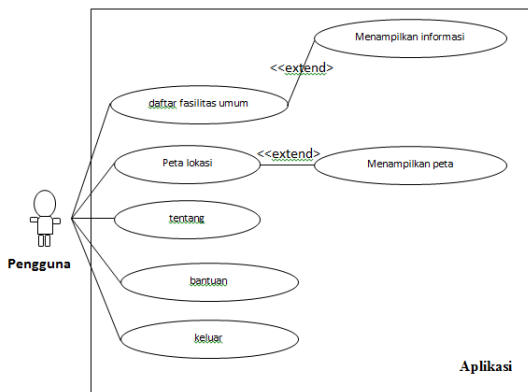 Menampilkan informasi
<<extend>
daftar fasilitas umum
<<extend>
Peta lokasi
Menampilkan peta
tentang
Pengguna
bantuan
keluar
Aplikasi